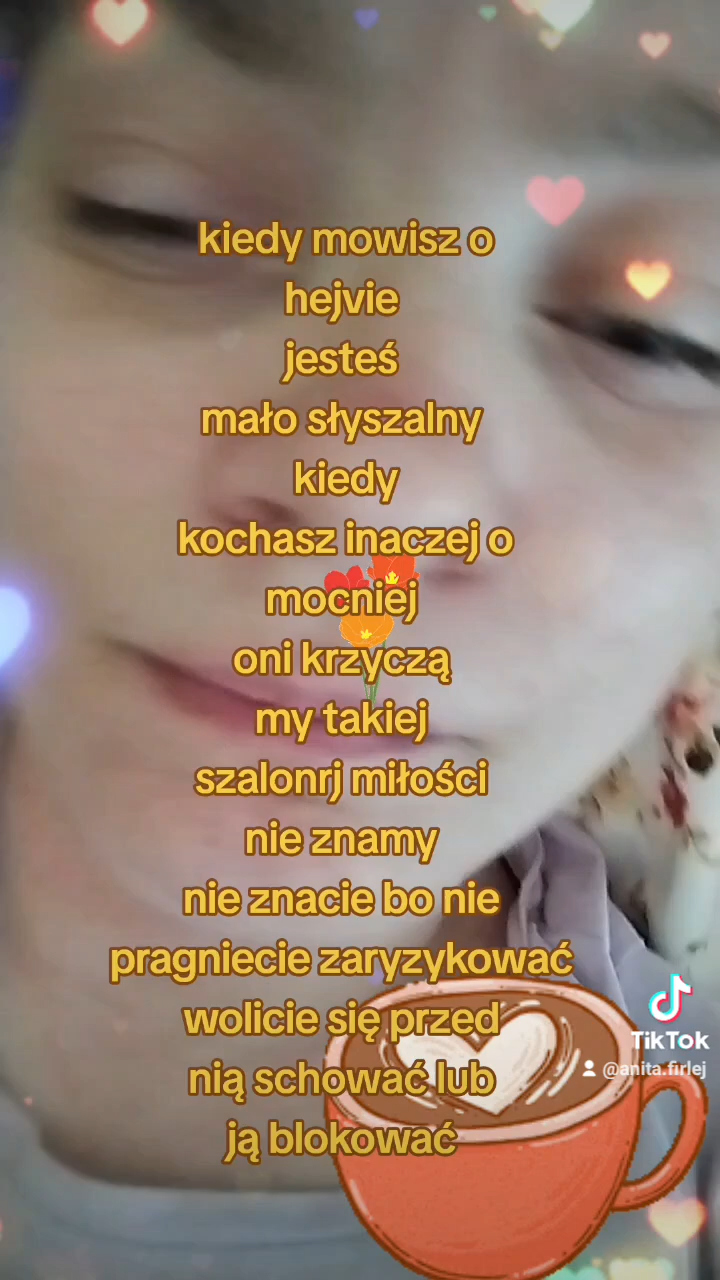 kiedy mowisz o
hejvie
jesteś
mało słyszalny
kiedy
kochasz inaczej o
mocniej
oni krzyczą
my takiej
szalonrj miłości
nie znamy
nie znacie bo nie
pragniecie zaryzykować
wolicie się przed
nią schować lub
ją blokować
TikTok
@anita.firlej